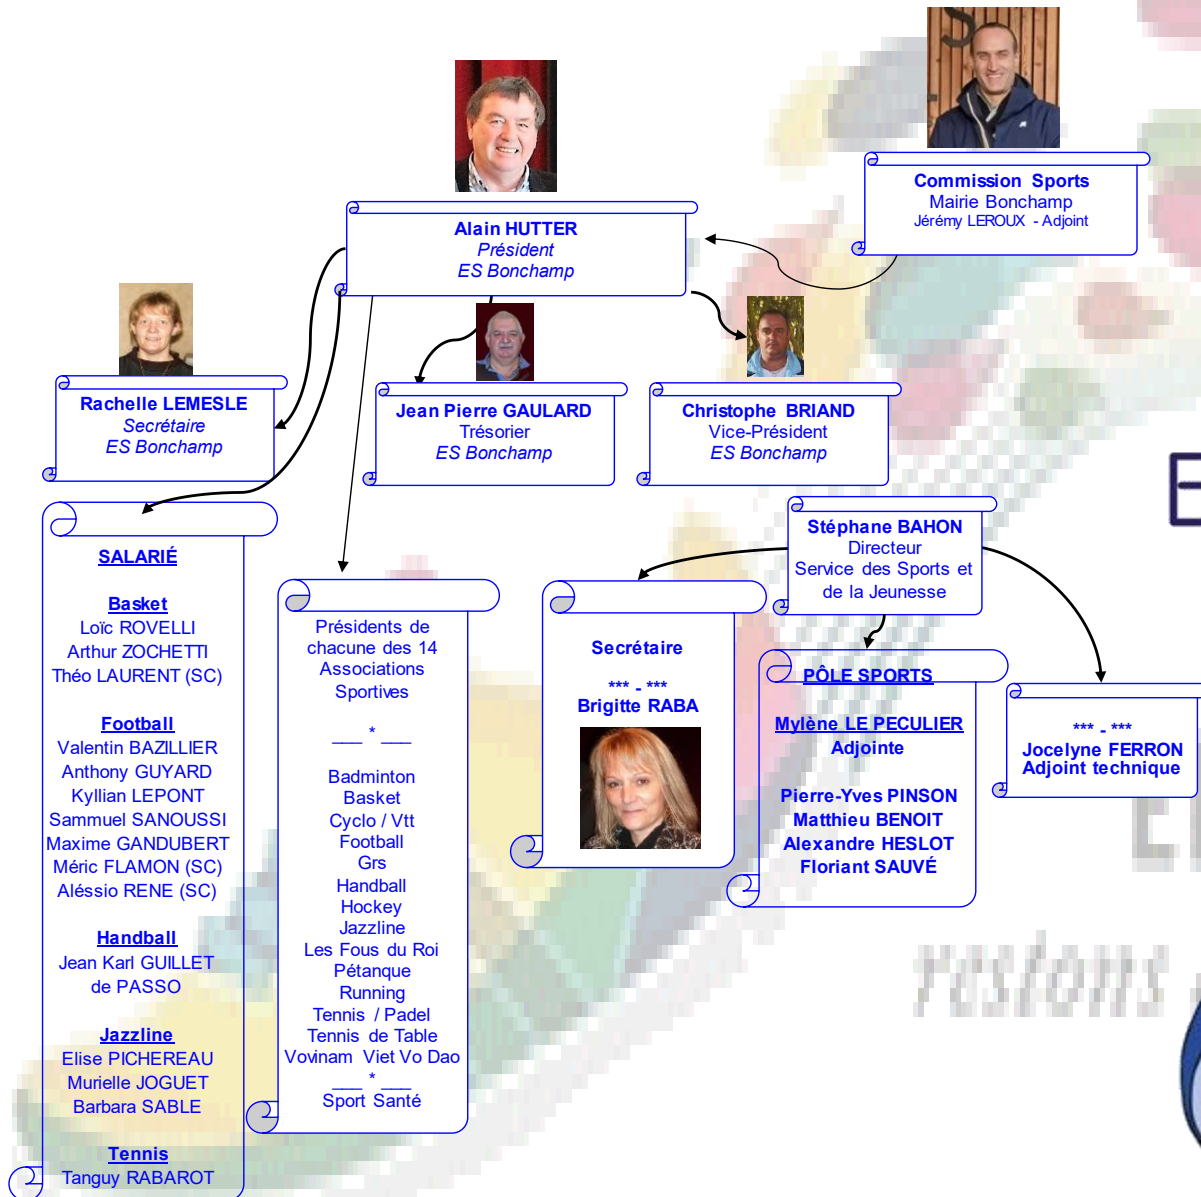 Commission Sports
Mairie Bonchamp
Jérémy LEROUX - Adjoint
Alain HUTTER
Président
ES Bonchamp
Rachelle LEMESLE
Secrétaire
ES Bonchamp
Jean Pierre GAULARD
Trésorier
ES Bonchamp
Christophe BRIAND
Vice-Président
ES Bonchamp
SALARIÉ
Basket
Loïc ROVELLI
Arthur ZOCHETTI
Théo LAURENT (SC)
Football
Valentin BAZILLIER
Anthony GUYARD
Kyllian LEPONT
Sammuel SANOUSSI
Maxime GANDUBERT
Méric FLAMON (SC)
Aléssio RENE (SC)
Handball
Jean Karl GUILLET
de PASSO
Jazzline
Elise PICHEREAU
Murielle JOGUET
Barbara SABLE
Tennis
Tanguy RABAROT
Présidents de
chacune des 14
Associations
Sportives
___ * ___
Badminton
Basket
Cyclo / Vtt
Football
Grs
Handball
Hockey
Jazzline
Les Fous du Roi
Pétanque
Running
Tennis / Padel
Tennis de Table
Vovinam Viet Vo Dao
___ * ___
Sport Santé
Stéphane BAHON
Directeur
Service des Sports et
de la Jeunesse
Secrétaire
*** - ***
Brigitte RABA
PÔLE SPORTS
Mylène LE PECULIER
Adjointe
Pierre-Yves PINSON
Matthieu BENOIT
Alexandre HESLOT
Floriant SAUVÉ
*** - ***
Jocelyne FERRON
Adjoint technique
restons